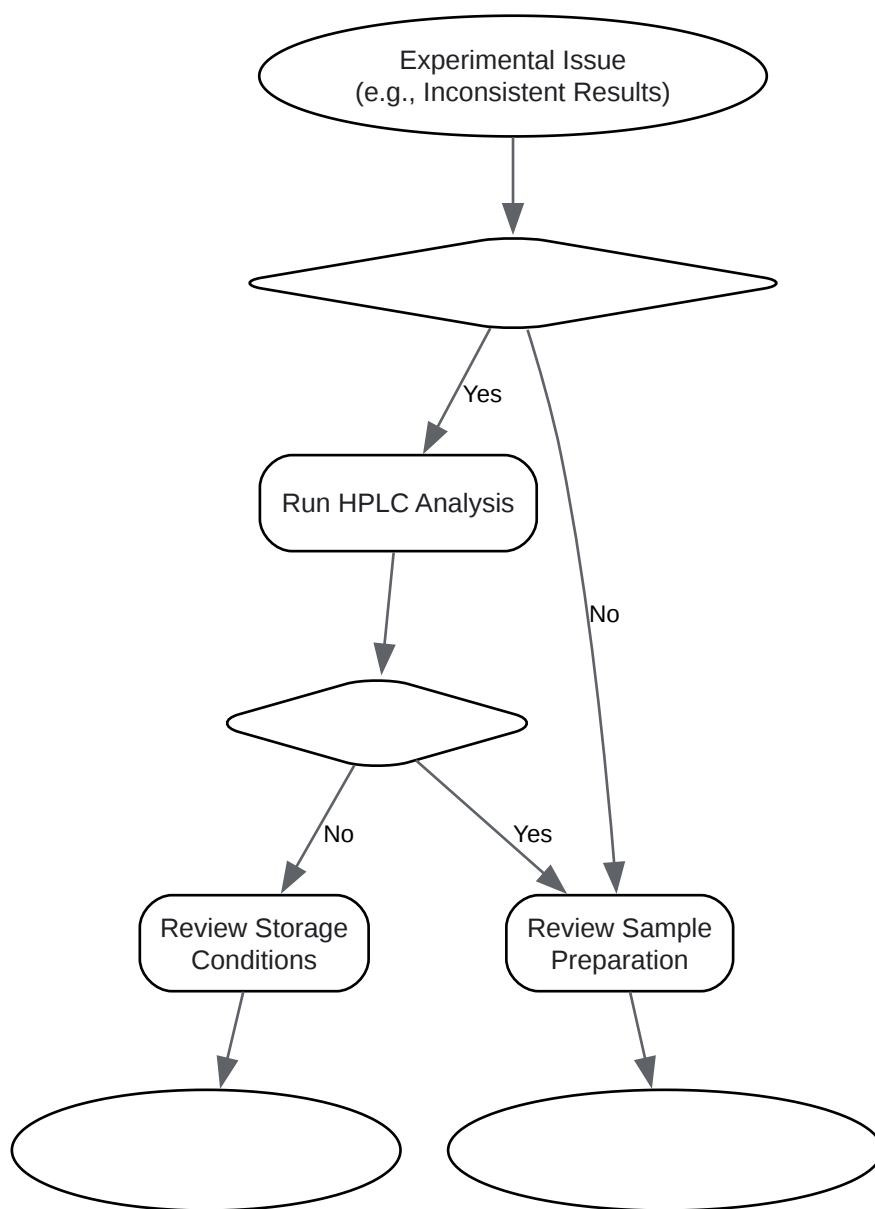 Experimental Issue
(e.g., Inconsistent Results)
Yes
Run HPLC Analysis
No
No
Yes
Review Storage
Conditions
Review Sample
Preparation